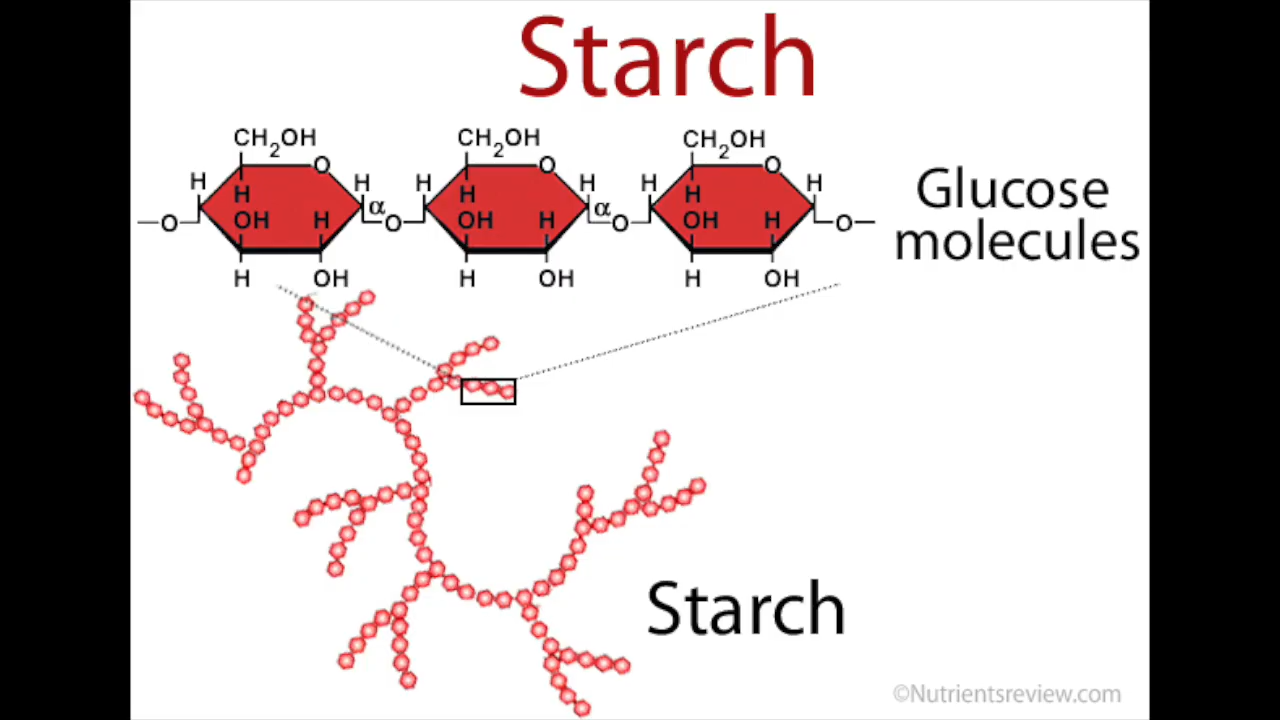 Starch
CH2OH CH2OH CH2OH
O O O
H H H H H H
H H H
α α
OH H OH H OH H
O O O O
H OH H OH H OH
Glucose
molecules
Starch
©Nutrientsreview.com